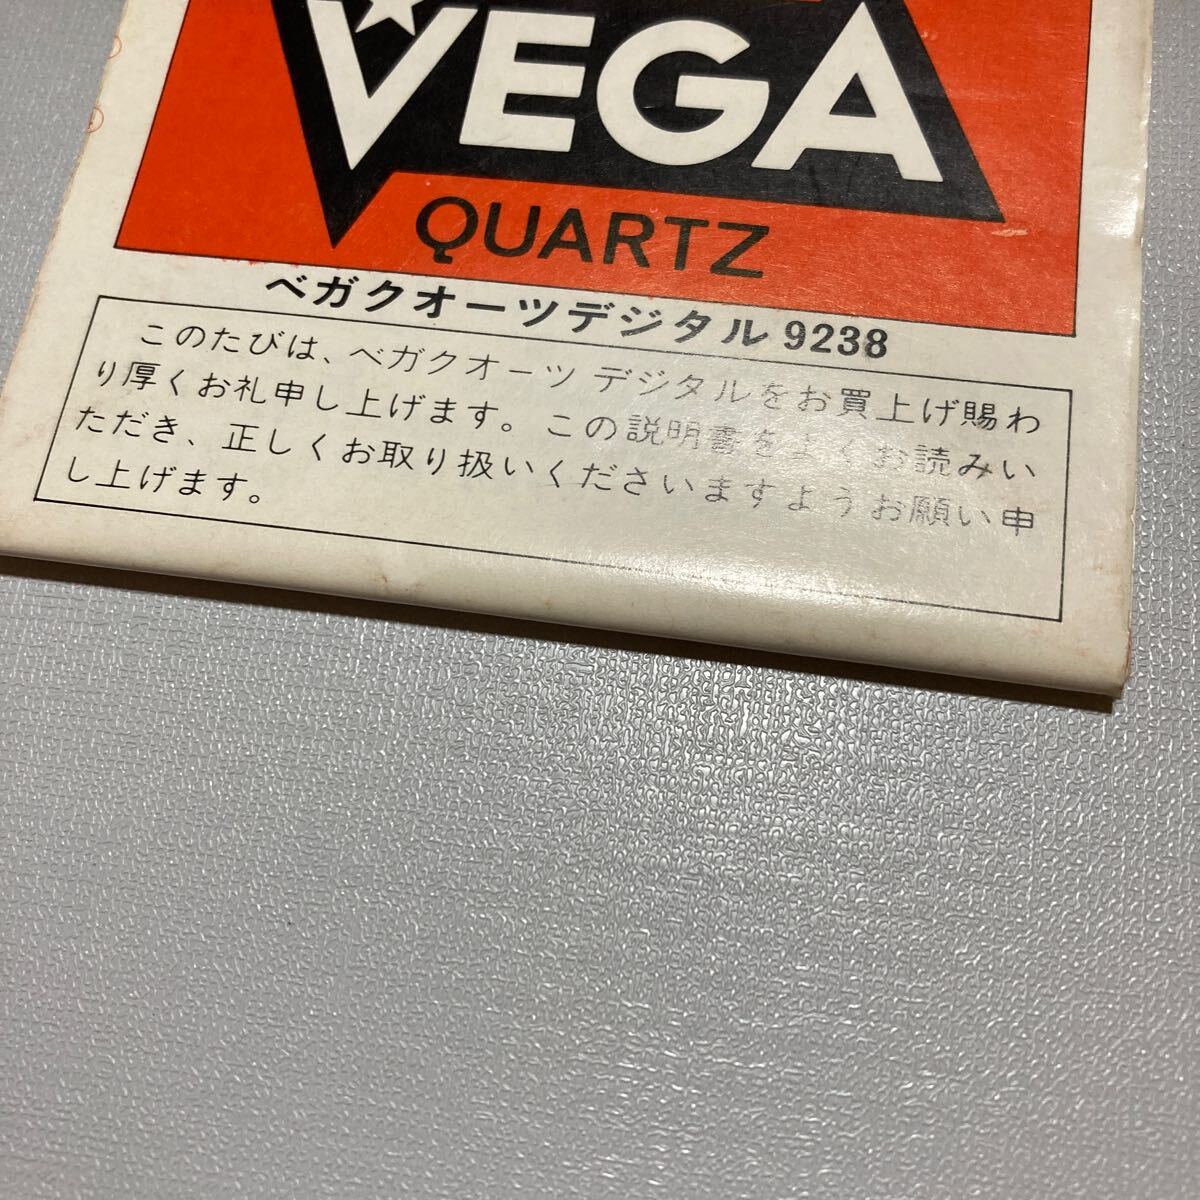 VEGA
QUARTZ
ベガクオーツデジタル 9238
このたびは、ベガクオーツ デジタルをお買上げ賜わ
り厚くお礼申し上げます。この説明書をよくお読みい
ただき、正しくお取り扱いくださいますようお願い申
し上げます。